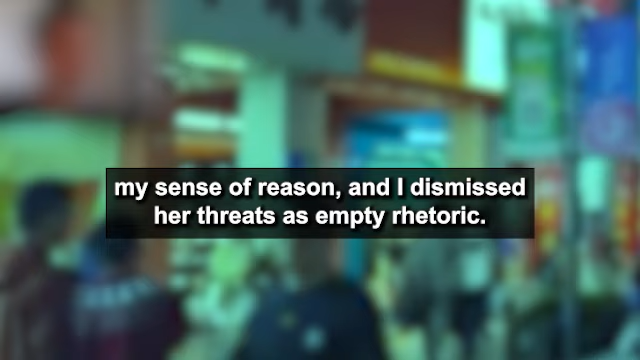 my sense of reason, and I dismissed
her threats as empty rhetoric.